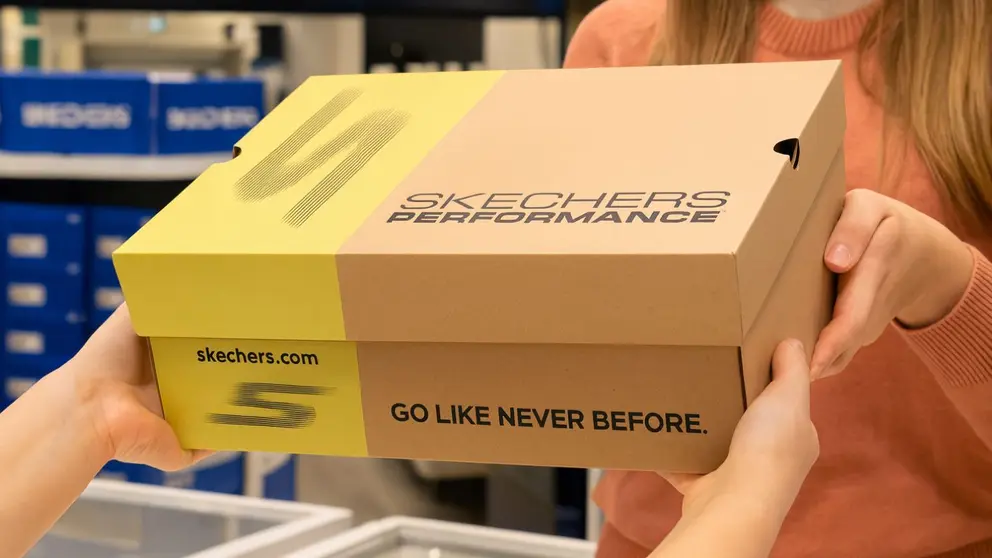 SKECHERS
PERFORMANCE
skechers.com
GO LIKE NEVER BEFORE.